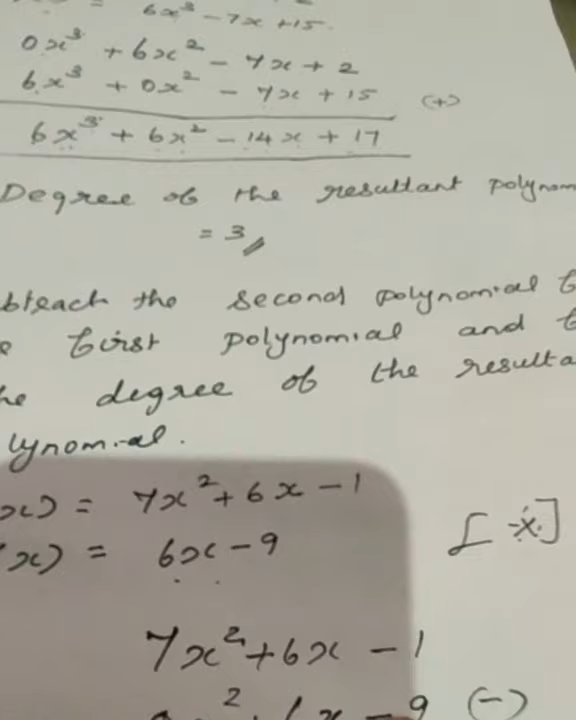 = 6x³ - 7x + 15.
0x³ + 6x² - 7x + 2
6x³ + 0x² - 7x + 15 (+)
6x³ + 6x² - 14x + 17
Degree of the resultant polynom
= 3
btract the second polynomial f
first polynomial and f
he degree of the resulta
lynomial.
x) = 7x² + 6x - 1
x) = 6x - 9
7x² + 6x - 1
9 (-)